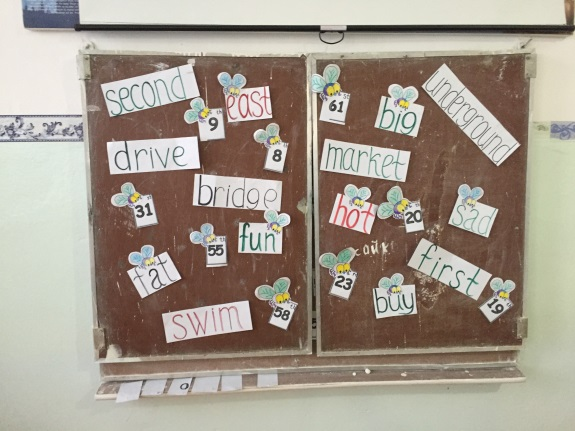 second
east
9
8
drive
bridge
31
55
fun
fat
58
swim
61
big
underground
market
hot
20
sad
first
23
buy
19